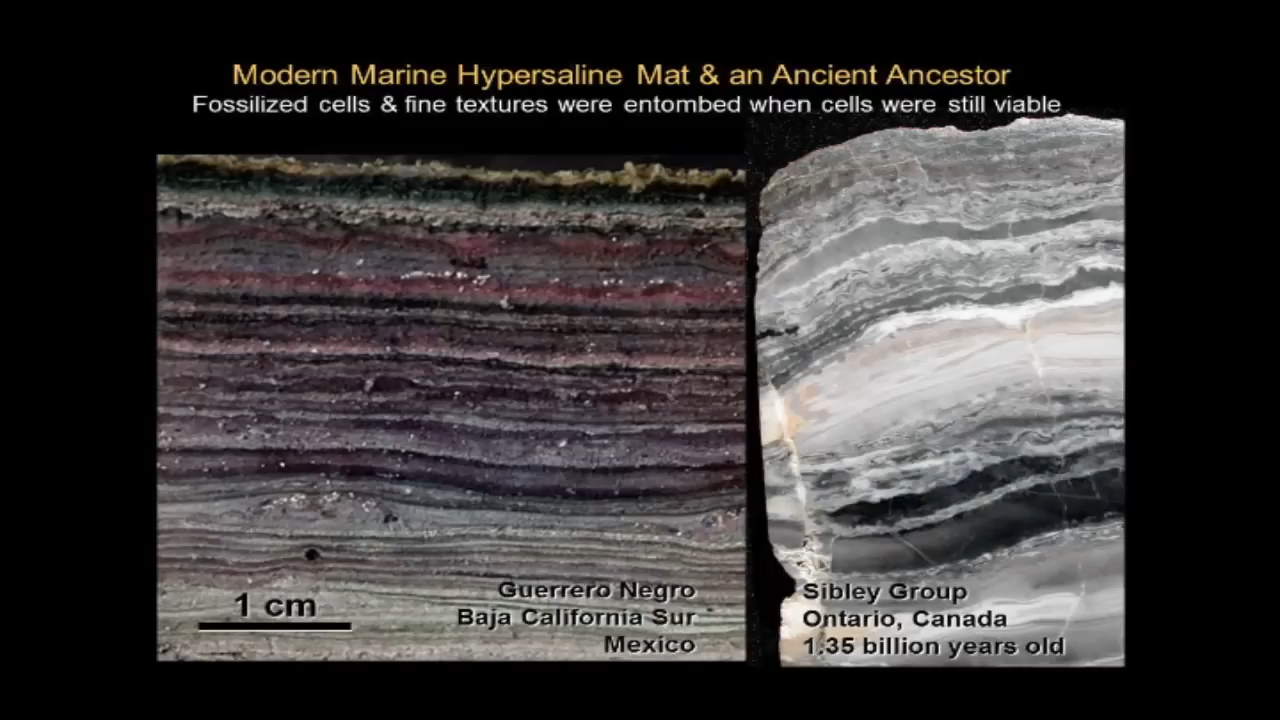 Modern Marine Hypersaline Mat & an Ancient Ancestor
Fossilized cells & fine textures were entombed when cells were still viable
1 cm
Guerrero Negro
Baja California Sur
Mexico
Sibley Group
Ontario, Canada
1.35 billion years old